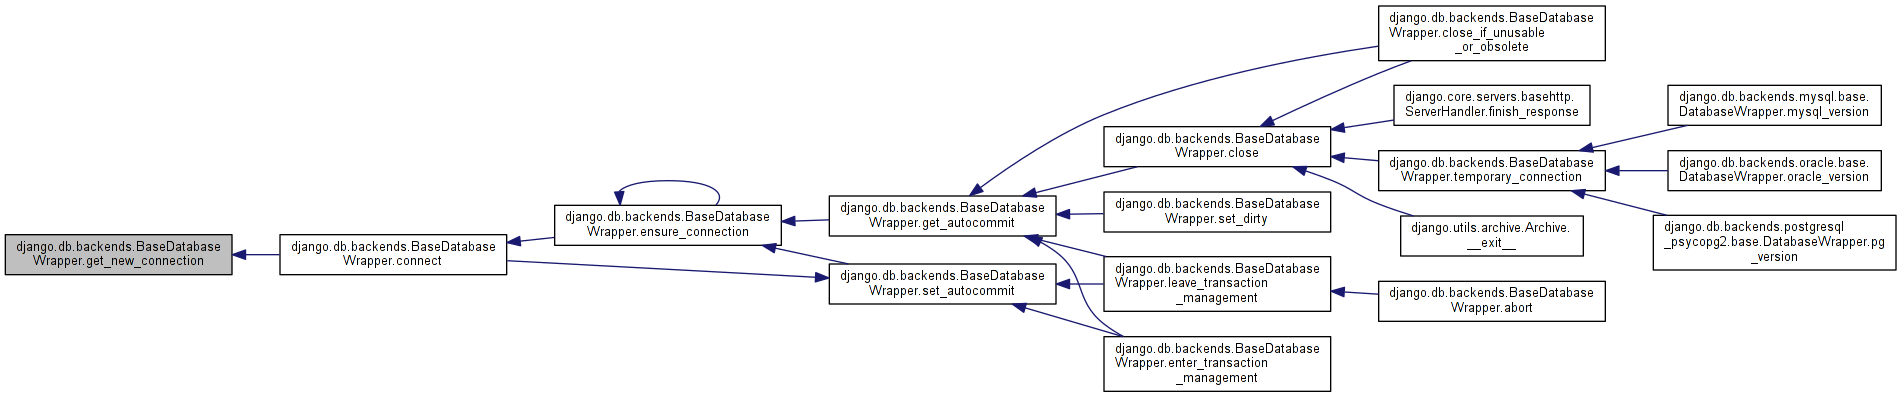 django.db.backends.BaseDatabase
Wrapper.get_new_connection
django.db.backends.BaseDatabase
Wrapper.connect
django.db.backends.BaseDatabase
Wrapper.ensure_connection
django.db.backends.BaseDatabase
Wrapper.get_autocommit
django.db.backends.BaseDatabase
Wrapper.set_autocommit
django.db.backends.BaseDatabase
Wrapper.close
django.db.backends.BaseDatabase
Wrapper.set_dirty
django.db.backends.BaseDatabase
Wrapper.leave_transaction
_management
django.db.backends.BaseDatabase
Wrapper.enter_transaction
_management
django.db.backends.BaseDatabase
Wrapper.close_if_unusable
_or_obsolete
django.core.servers.basehttp.
ServerHandler.finish_response
django.db.backends.BaseDatabase
Wrapper.temporary_connection
django.utils.archive.Archive.
__exit__
django.db.backends.BaseDatabase
Wrapper.abort
django.db.backends.mysql.base.
DatabaseWrapper.mysql_version
django.db.backends.oracle.base.
DatabaseWrapper.oracle_version
django.db.backends.postgresql
_psycopg2.base.DatabaseWrapper.pg
_version